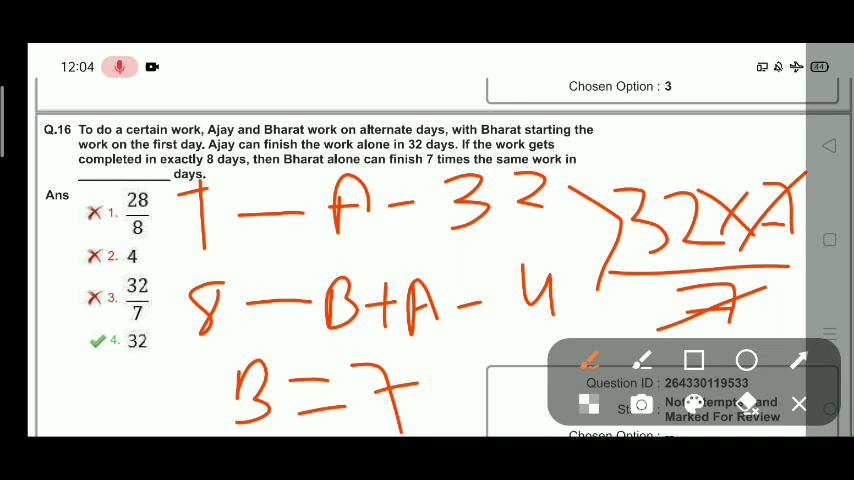 12:04
44
Chosen Option : 3
Q.16 To do a certain work, Ajay and Bharat work on alternate days, with Bharat starting the
work on the first day. Ajay can finish the work alone in 32 days. If the work gets
completed in exactly 8 days, then Bharat alone can finish 7 times the same work in
____________ days.
Ans
1. 28/8
2. 4
3. 32/7
4. 32
1 — A - 32
8 — B+A - 4
B = 7
32×7
7
Question ID : 264330119533
Marked For Review
Chosen Option : --